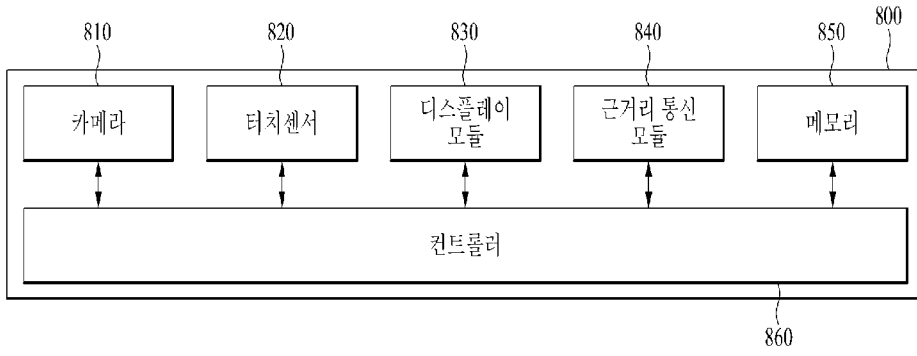 810
820
830
840
850
800
카메라
터치센서
디스플레이
모듈
근거리 통신
모듈
메모리
컨트롤러
860